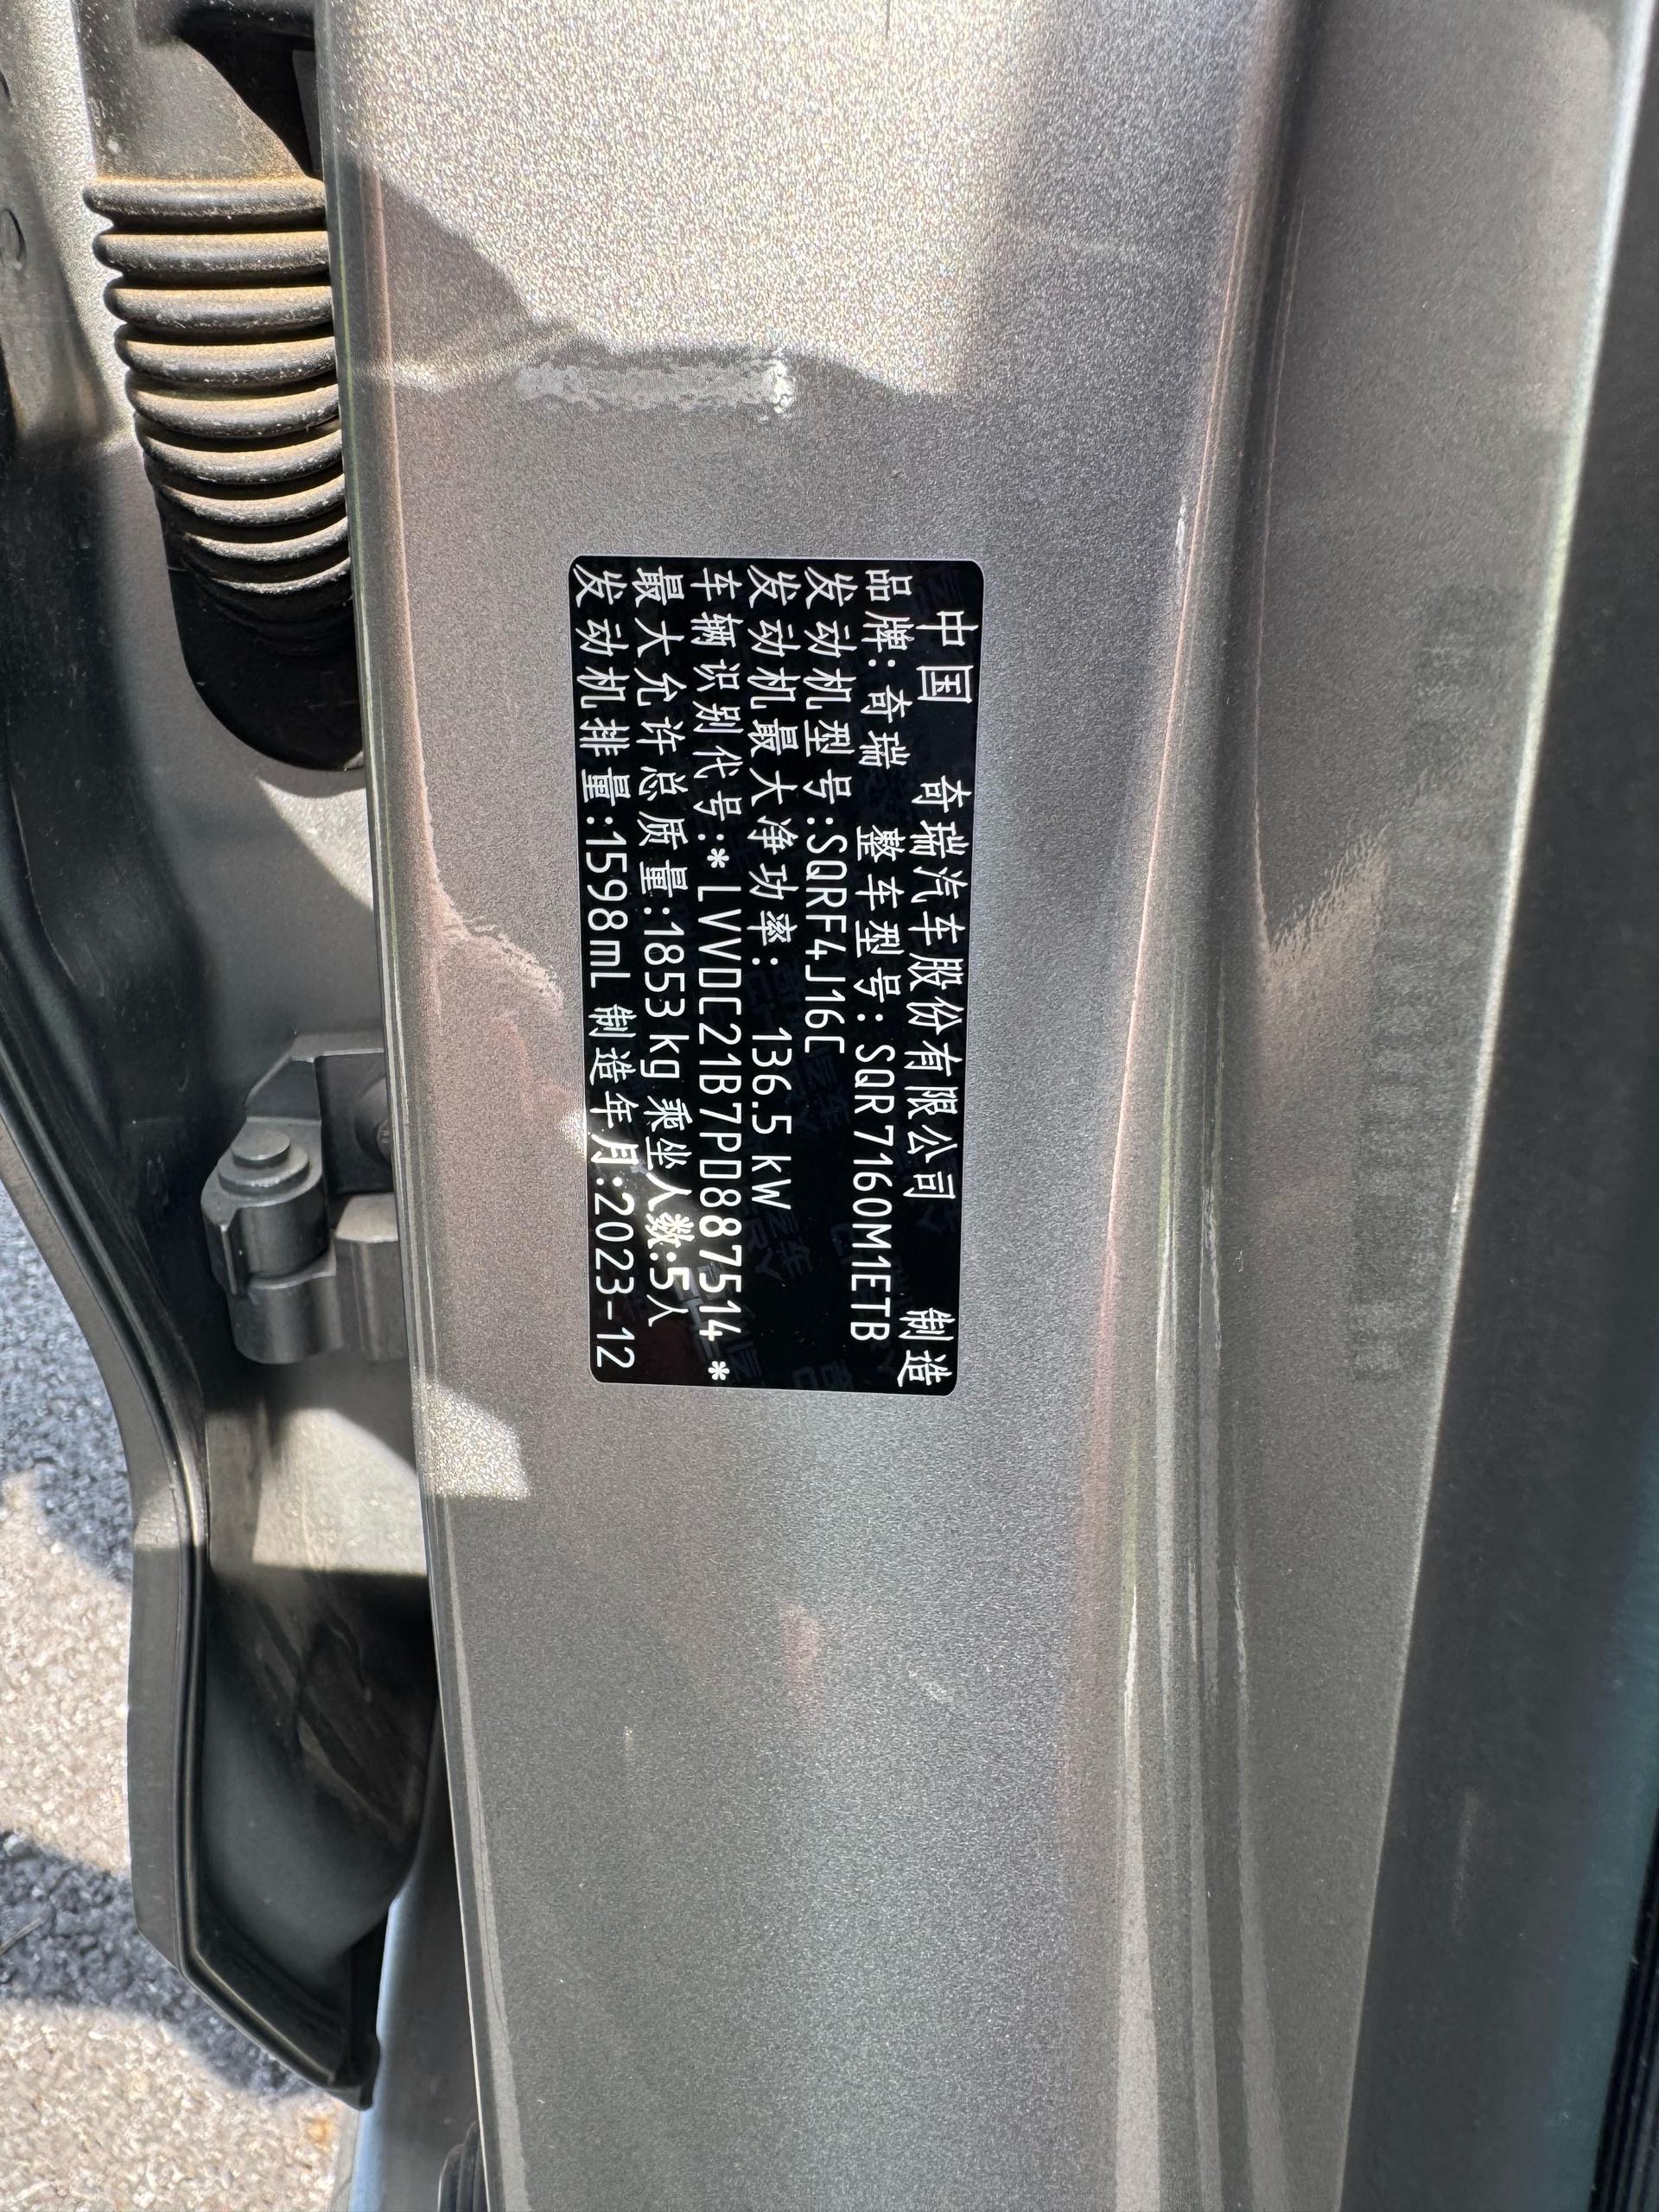 中国 奇瑞汽车股份有限公司 制造
品牌: 奇瑞 整车型号: SQR7160M1ETB
发动机型号:SQRF4J16C
发动机最大净功率: 136.5 kW
车辆识别代号:*LVVDC21B7PD887514*
最大允许总质量:1853kg 乘坐人数:5人
发动机排量:1598mL 制造年月:2023-12